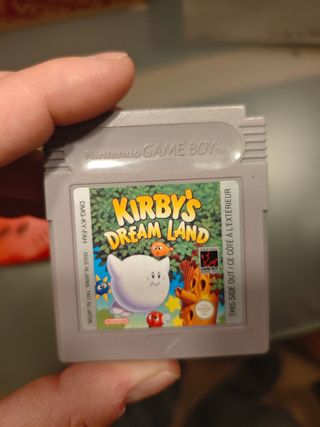 Nintendo GAME BOY
KIRBY'S
DREAM LAND
DMG-KY-FAH
MADE IN JAPAN
THIS SIDE OUT / CE CÔTÉ À L'EXTÉRIEUR
Nintendo